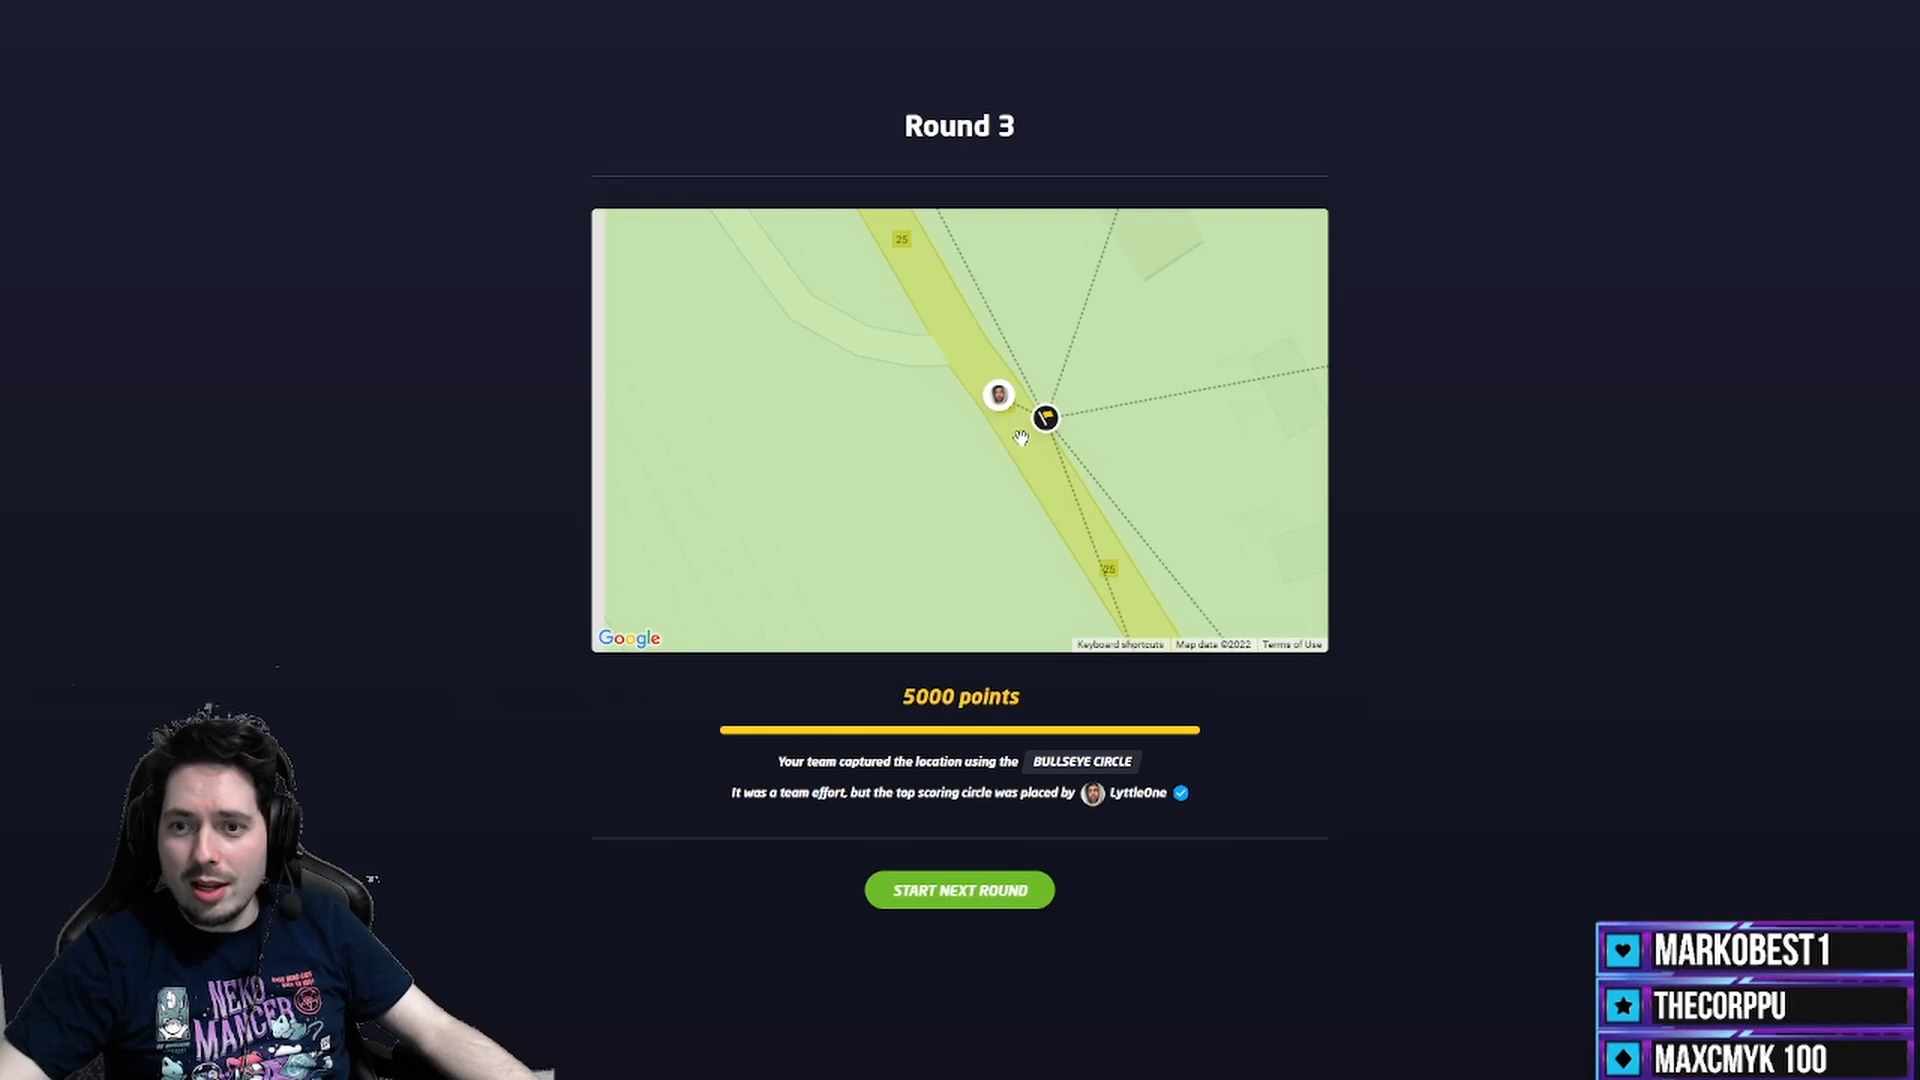 Round 3
25
25
Google
Keyboard shortcuts
Map data ©2022
Terms of Use
5000 points
Your team captured the location using the BULLSEYE CIRCLE
It was a team effort, but the top scoring circle was placed by LyttleOne
START NEXT ROUND
NEKO
MANCER
MARKOBEST1
THECORPPU
MAXCMYK 100